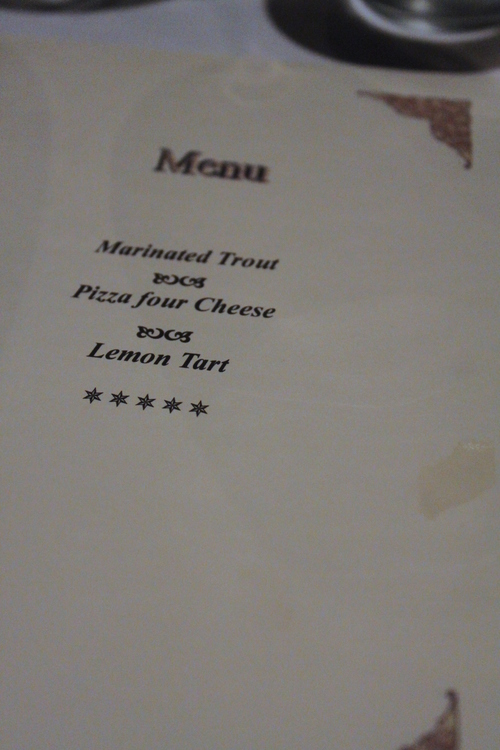 Menu
Marinated Trout
Pizza four Cheese
Lemon Tart